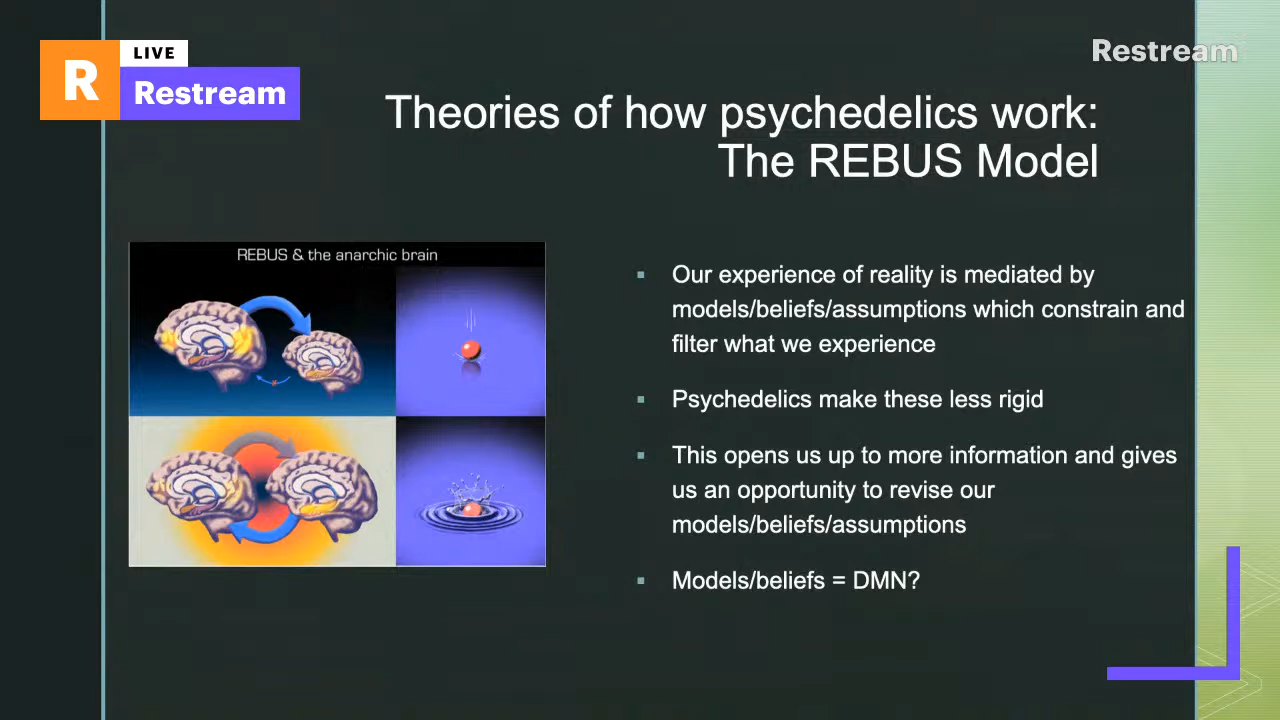 R
LIVE
Restream
Restream
Theories of how psychedelics work:
The REBUS Model
REBUS & the anarchic brain
▪ Our experience of reality is mediated by
models/beliefs/assumptions which constrain and
filter what we experience
▪ Psychedelics make these less rigid
▪ This opens us up to more information and gives
us an opportunity to revise our
models/beliefs/assumptions
▪ Models/beliefs = DMN?